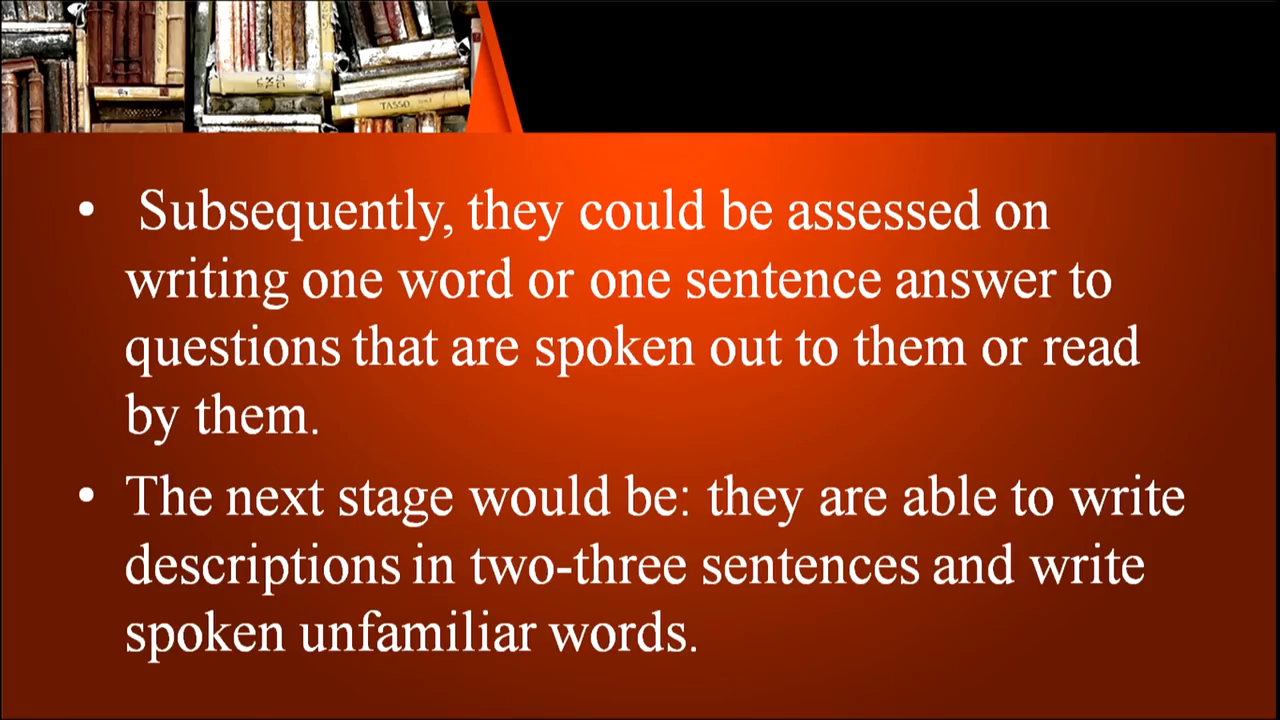 TASSO
• Subsequently, they could be assessed on
writing one word or one sentence answer to
questions that are spoken out to them or read
by them.
• The next stage would be: they are able to write
descriptions in two-three sentences and write
spoken unfamiliar words.